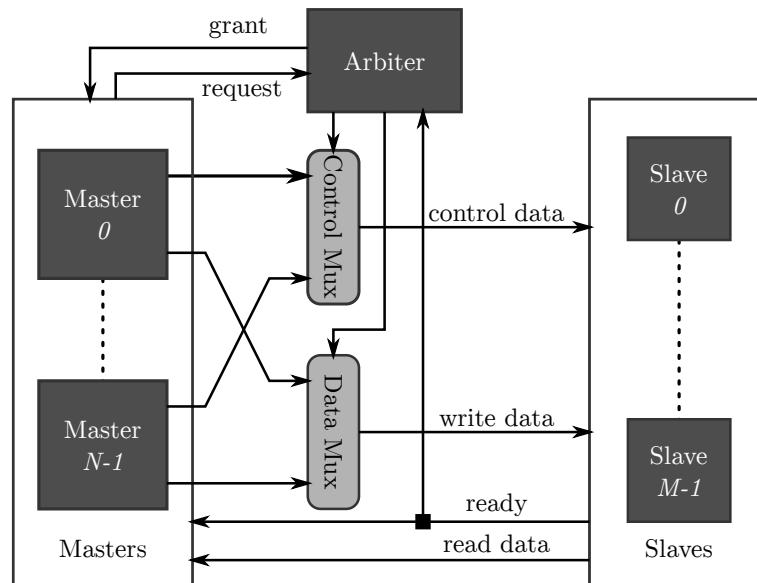 grant
Arbiter
request
Master
0
Control Mux
Slave
0
control data
Master
N-1
Data Mux
write data
Slave
M-1
ready
Masters
read data
Slaves